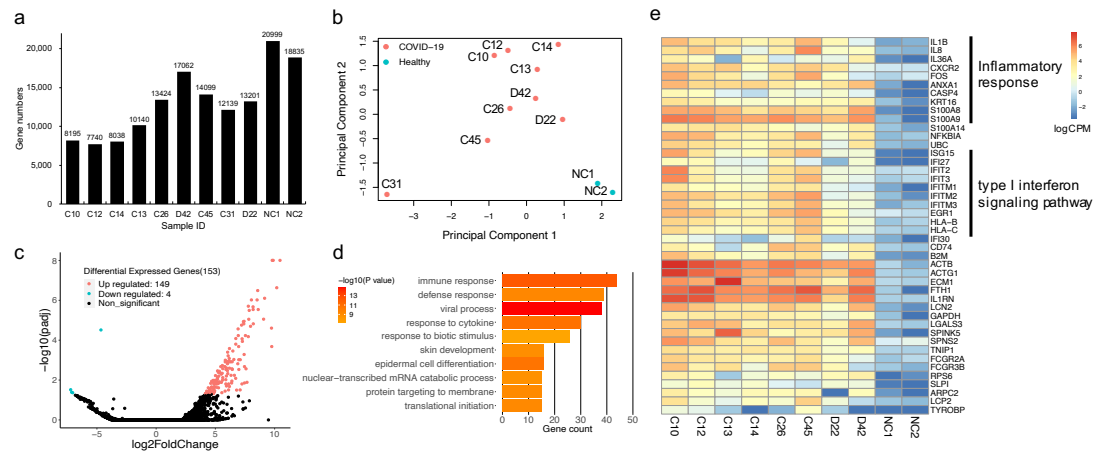 a
Gene numbers
20,000
15,000
10,000
5,000
0
8195
7740
8038
10140
13424
17062
14099
12139
13201
20999
18835
C10 C12 C14 C13 C26 D42 C45 C31 D22 NC1 NC2
Sample ID
b
COVID-19
Healthy
Principal Component 2
1.5
1.0
0.5
0.0
−0.5
−1.0
−1.5
C12
C10
C14
C13
D42
C26
D22
C45
C31
NC1
NC2
−3 −2 −1 0 1 2
Principal Component 1
c
Differential Expressed Genes(153)
Up regulated: 149
Down regulated: 4
Non_significant
−log10(padj)
8
6
4
2
0
−5 0 5 10
log2FoldChange
d
−log10(P value)
13
11
9
immune response
defense response
viral process
response to cytokine
response to biotic stimulus
skin development
epidermal cell differentiation
nuclear−transcribed mRNA catabolic process
protein targeting to membrane
translational initiation
0 10 20 30 40 50
Gene count
e
IL1B
IL8
IL36A
CXCR2
FOS
ANXA1
CASP4
KRT16
S100A8
S100A9
S100A14
NFKBIA
UBC
ISG15
IFI27
IFIT2
IFIT3
IFITM1
IFITM2
IFITM3
EGR1
HLA−B
HLA−C
IFI30
CD74
B2M
ACTB
ACTG1
ECM1
FTH1
IL1RN
LCN2
GAPDH
LGALS3
SPINK5
SPNS2
TNIP1
FCGR2A
FCGR3B
RPS6
SLPI
ARPC2
LCP2
TYROBP
C10 C12 C13 C14 C26 C45 D22 D42 NC1 NC2
Inflammatory
response
type I interferon
signaling pathway
6
4
2
0
−2
logCPM